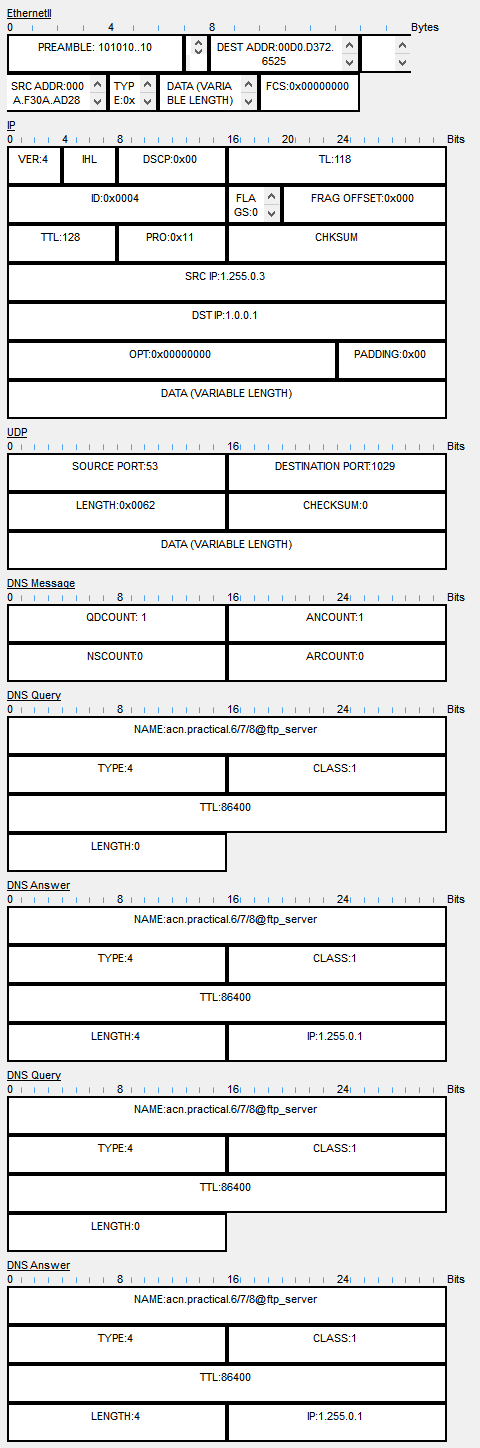 EthernetII
0 4 8 Bytes
PREAMBLE: 101010..10
DEST ADDR:00D0.D372.
6525
SRC ADDR:000
A.F30A.AD28
TYP
E:0x
DATA (VARIA
BLE LENGTH)
FCS:0x00000000
IP
0 4 8 16 20 24 Bits
VER:4 IHL DSCP:0x00 TL:118
ID:0x0004
FLA
GS:0
FRAG OFFSET:0x000
TTL:128 PRO:0x11 CHKSUM
SRC IP:1.255.0.3
DST IP:1.0.0.1
OPT:0x00000000 PADDING:0x00
DATA (VARIABLE LENGTH)
UDP
0 16 Bits
SOURCE PORT:53 DESTINATION PORT:1029
LENGTH:0x0062 CHECKSUM:0
DATA (VARIABLE LENGTH)
DNS Message
0 8 16 24 Bits
QDCOUNT: 1 ANCOUNT:1
NSCOUNT:0 ARCOUNT:0
DNS Query
0 8 16 24 Bits
NAME:acn.practical.6/7/8@ftp_server
TYPE:4 CLASS:1
TTL:86400
LENGTH:0
DNS Answer
0 8 16 24 Bits
NAME:acn.practical.6/7/8@ftp_server
TYPE:4 CLASS:1
TTL:86400
LENGTH:4 IP:1.255.0.1
DNS Query
0 8 16 24 Bits
NAME:acn.practical.6/7/8@ftp_server
TYPE:4 CLASS:1
TTL:86400
LENGTH:0
DNS Answer
0 8 16 24 Bits
NAME:acn.practical.6/7/8@ftp_server
TYPE:4 CLASS:1
TTL:86400
LENGTH:4 IP:1.255.0.1